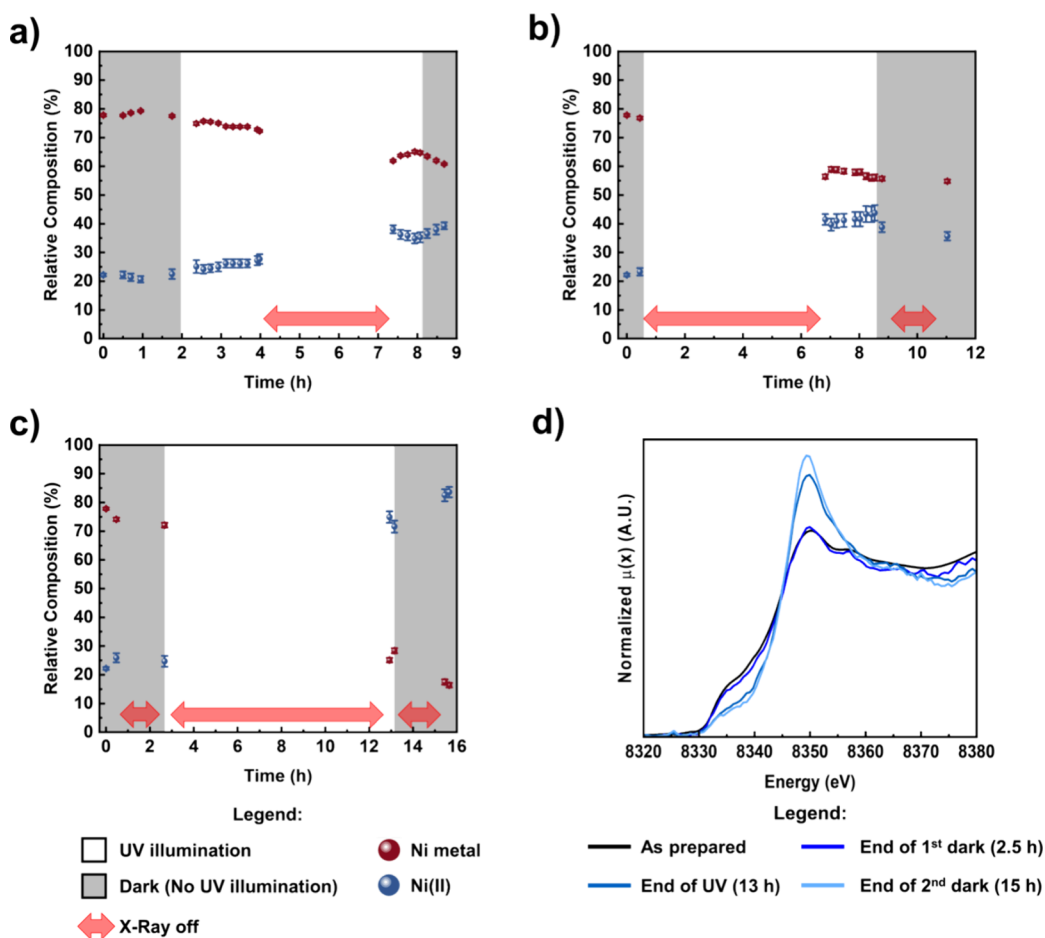 a)
100
90
80
70
60
50
40
30
20
10
0
Relative Composition (%)
0 1 2 3 4 5 6 7 8 9
Time (h)
b)
100
90
80
70
60
50
40
30
20
10
0
Relative Composition (%)
0 2 4 6 8 10 12
Time (h)
c)
100
90
80
70
60
50
40
30
20
10
0
Relative Composition (%)
0 2 4 6 8 10 12 14 16
Time (h)
d)
Normalized μ(x) (A.U.)
8320 8330 8340 8350 8360 8370 8380
Energy (eV)
Legend:
UV illumination
Ni metal
Dark (No UV illumination)
Ni(II)
X-Ray off
Legend:
As prepared
End of 1st dark (2.5 h)
End of UV (13 h)
End of 2nd dark (15 h)